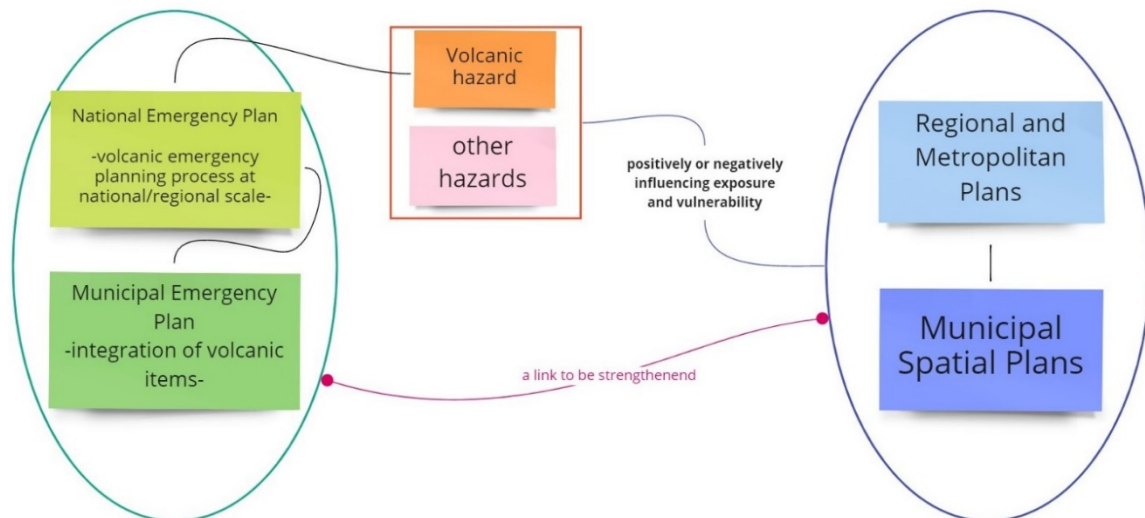 Volcanic
hazard
other
hazards
National Emergency Plan
-volcanic emergency
planning process at
national/regional scale-
Municipal Emergency
Plan
-integration of volcanic
items-
positively or negatively
influencing exposure
and vulnerability
a link to be strengthenend
Regional and
Metropolitan
Plans
Municipal
Spatial Plans